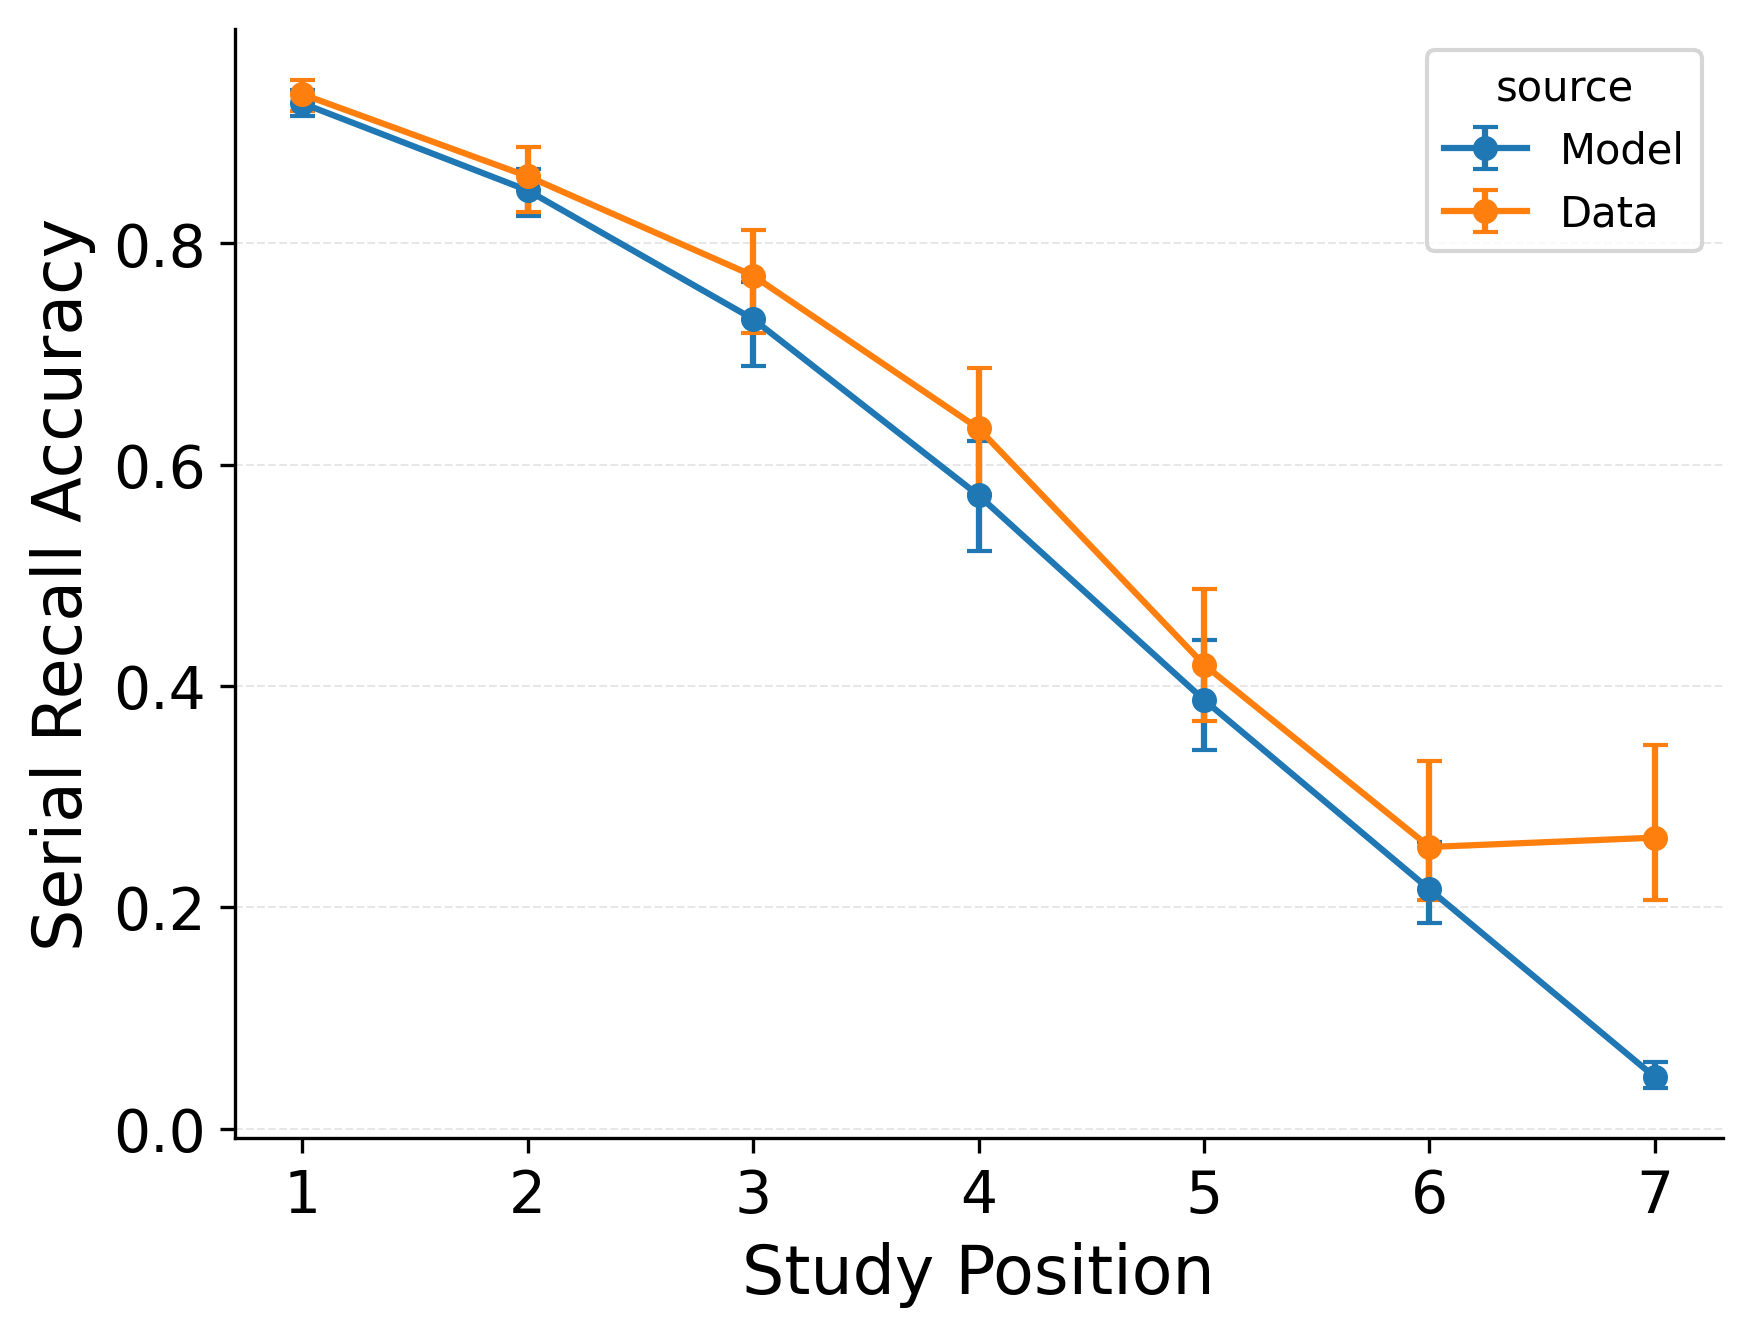 source
Model
Data
Serial Recall Accuracy
0.8
0.6
0.4
0.2
0.0
1 2 3 4 5 6 7
Study Position